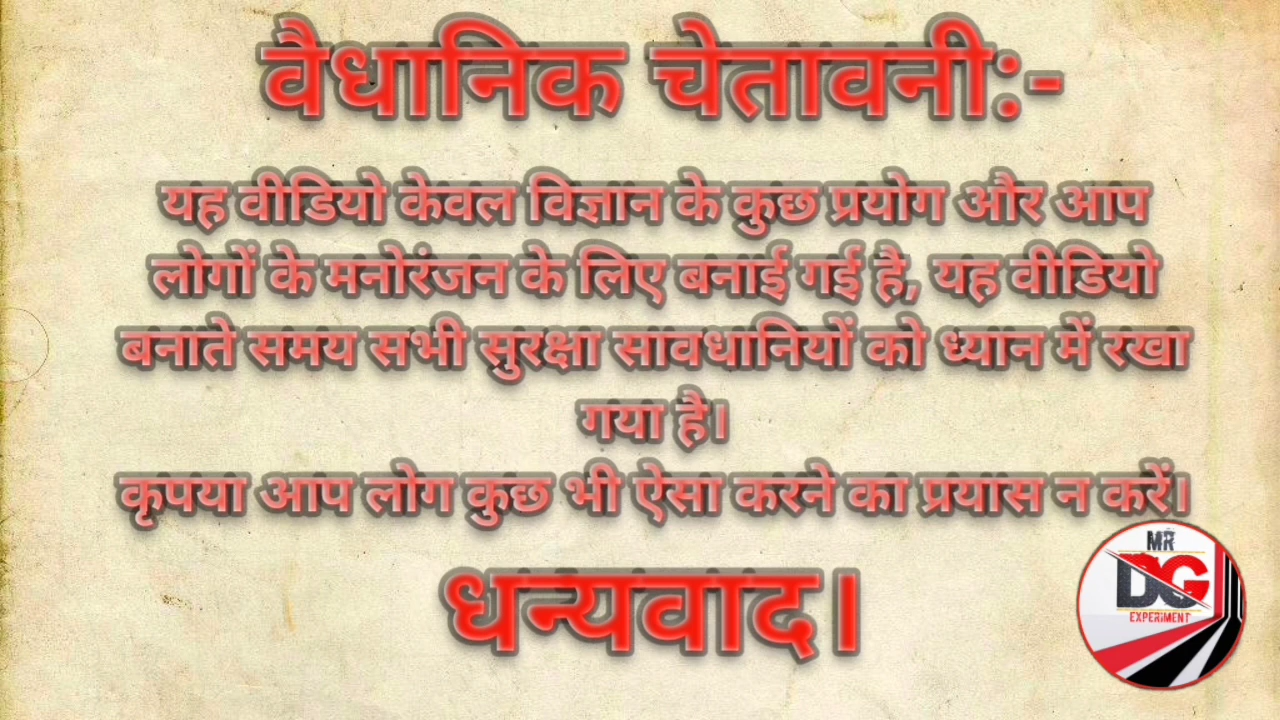 वैधानिक चेतावनी:-
यह वीडियो केवल विज्ञान के कुछ प्रयोग और आप
लोगों के मनोरंजन के लिए बनाई गई है, यह वीडियो
बनाते समय सभी सुरक्षा सावधानियों को ध्यान में रखा
गया है।
कृपया आप लोग कुछ भी ऐसा करने का प्रयास न करें।
धन्यवाद।
MR
DG
EXPERIMENT